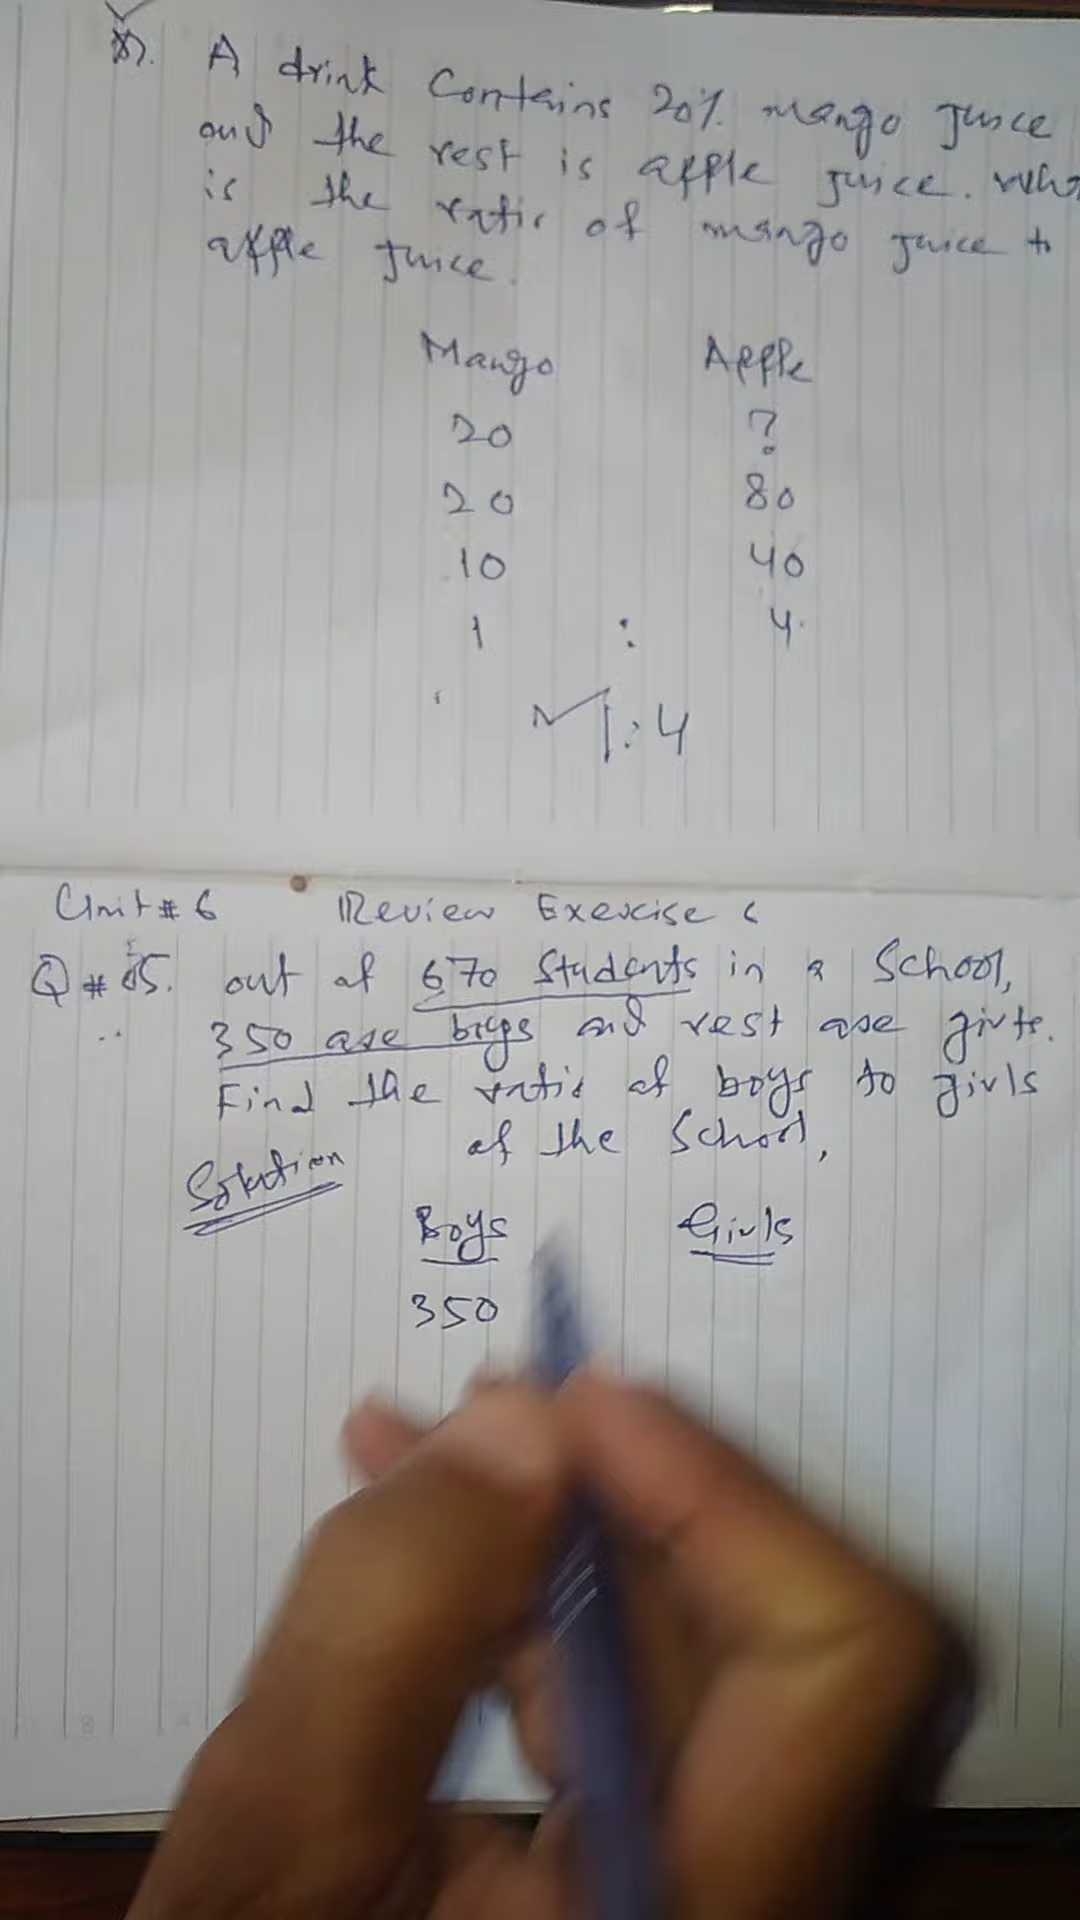 A drink Contains 20% mango Juice
and the rest is apple juice.
is the ratio of mango juice to
apple Juice.
Mango Apple
20 ?
20 80
10 40
1 : 4.
1:4
Unit # 6 Review Exercise 6
Q # 5. out of 670 Students in a School,
350 are boys and rest are girls.
Find the ratio of boys to girls
of the School,
Solution
Boys Girls
350